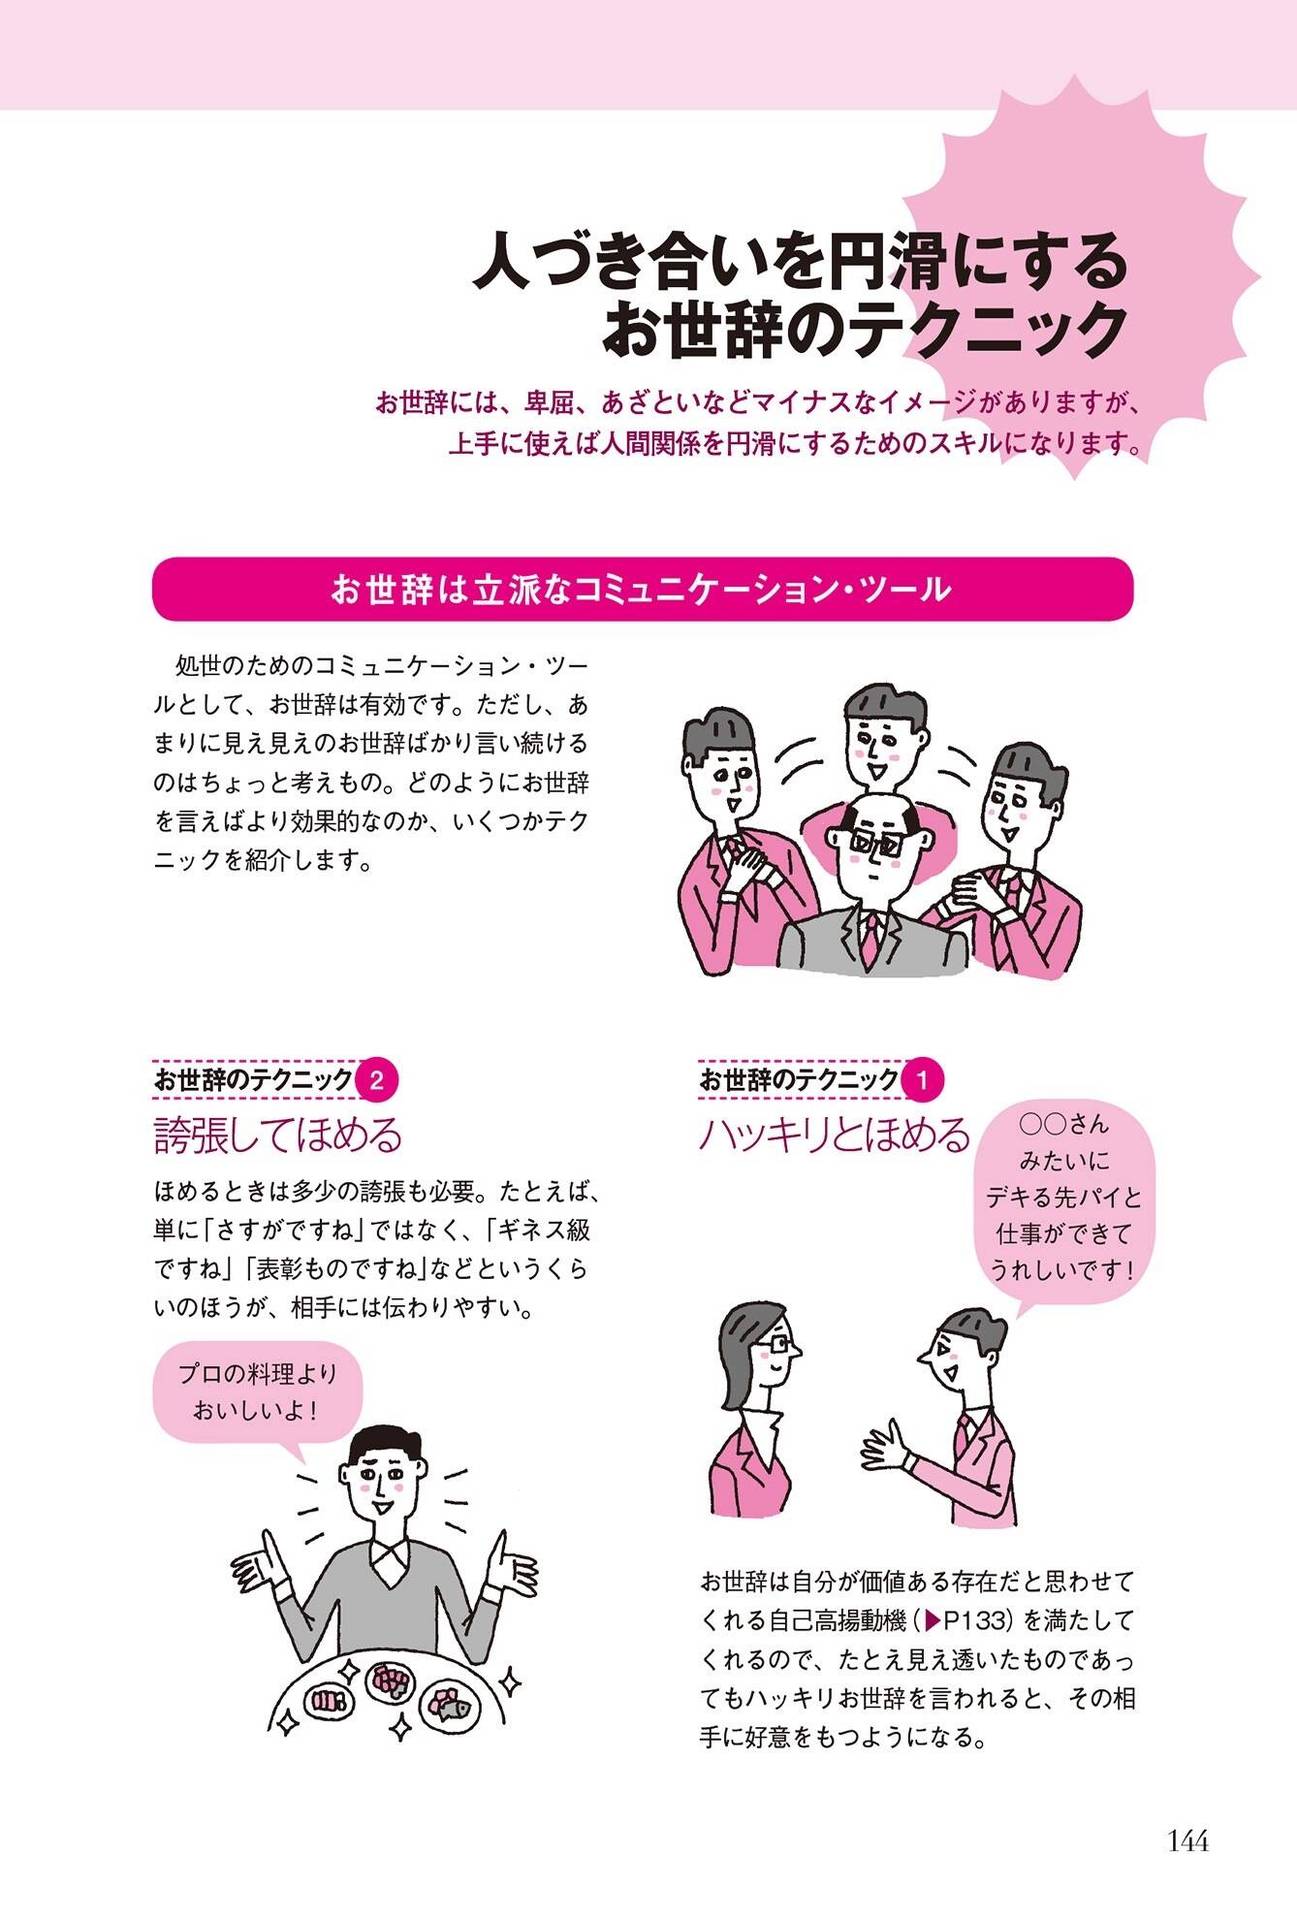 人づき合いを円滑にする
お世辞のテクニック
お世辞には、卑屈、あざといなどマイナスなイメージがありますが、
上手に使えば人間関係を円滑にするためのスキルになります。
お世辞は立派なコミュニケーション・ツール
処世のためのコミュニケーション・ツー
ルとして、お世辞は有効です。ただし、あ
まりに見え見えのお世辞ばかり言い続ける
のはちょっと考えもの。どのようにお世辞
を言えばより効果的なのか、いくつかテク
ニックを紹介します。
お世辞のテクニック 1
ハッキリとほめる
○○さん
みたいに
デキる先パイと
仕事ができて
うれしいです！
お世辞は自分が価値ある存在だと思わせて
くれる自己高揚動機（▶P133）を満たして
くれるので、たとえ見え透いたものであっ
てもハッキリお世辞を言われると、その相
手に好意をもつようになる。
お世辞のテクニック 2
誇張してほめる
ほめるときは多少の誇張も必要。たとえば、
単に「さすがですね」ではなく、「ギネス級
ですね」「表彰ものですね」などというくら
いのほうが、相手には伝わりやすい。
プロの料理より
おいしいよ！
144